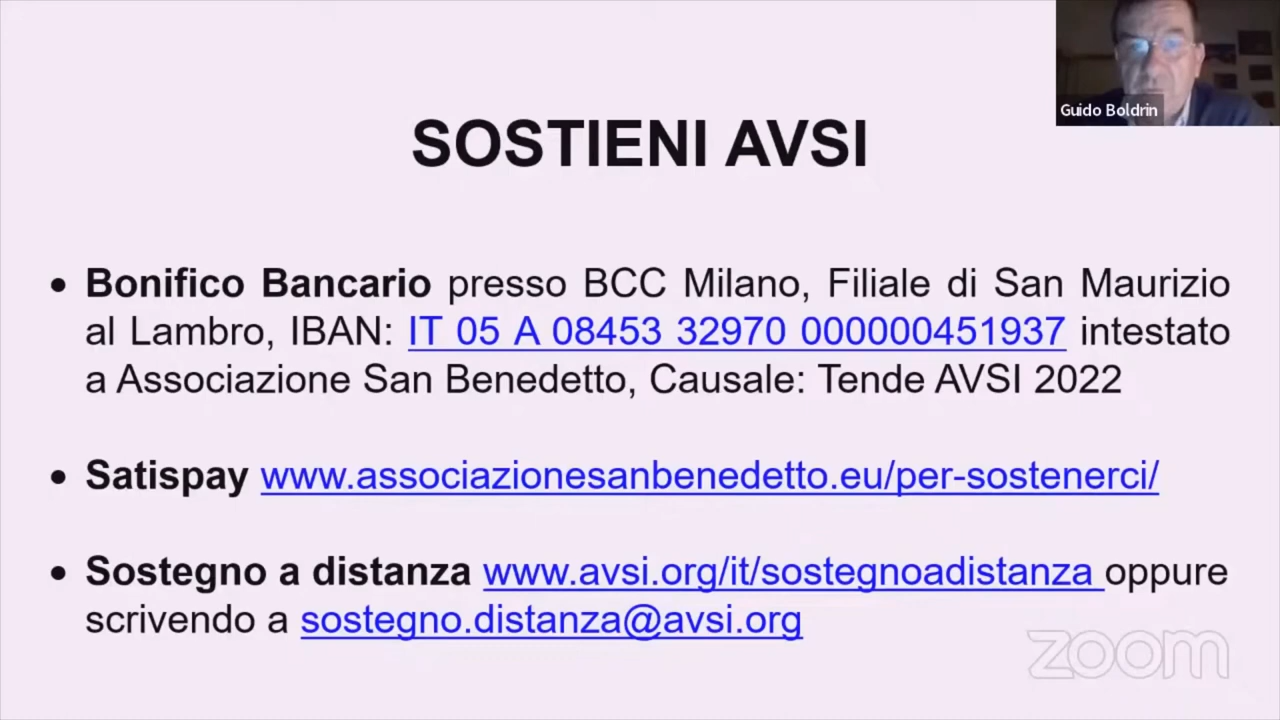 Guido Boldrin
SOSTIENI AVSI
• Bonifico Bancario presso BCC Milano, Filiale di San Maurizio
al Lambro, IBAN: IT 05 A 08453 32970 000000451937 intestato
a Associazione San Benedetto, Causale: Tende AVSI 2022
• Satispay www.associazionesanbenedetto.eu/per-sostenerci/
• Sostegno a distanza www.avsi.org/it/sostegnoadistanza oppure
scrivendo a sostegno.distanza@avsi.org
zoom